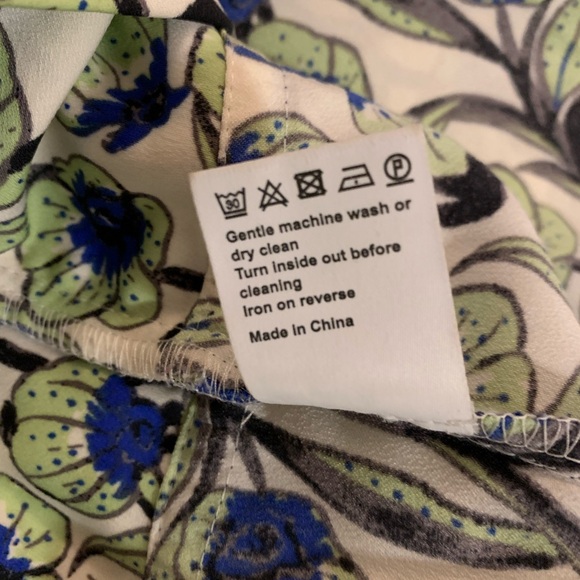 30 P
Gentle machine wash or
dry clean
Turn inside out before
cleaning
Iron on reverse
Made in China